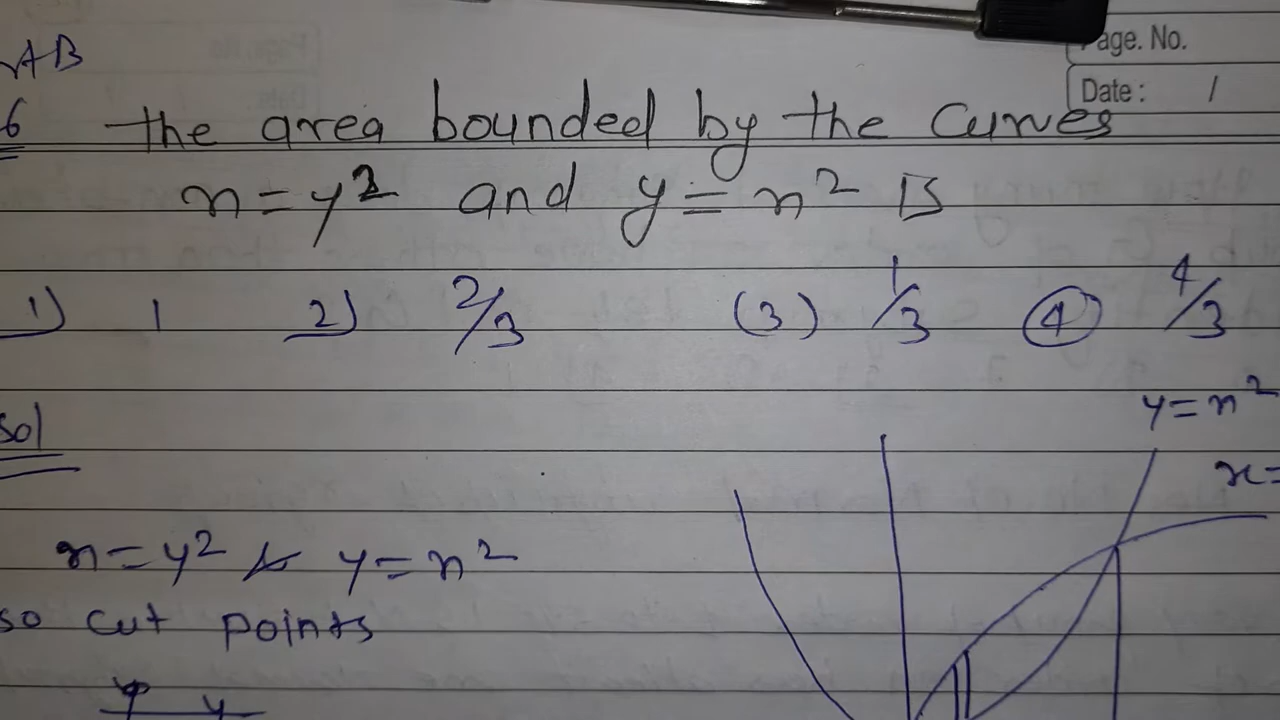 AB
Page. No.
Date : /
6 The area bounded by the curves
x = y² and y = x² is
1) 1 2) 2/3 (3) 1/3 (4) 4/3
Sol
y = x²
x =
x = y² & y = x²
so cut points
y